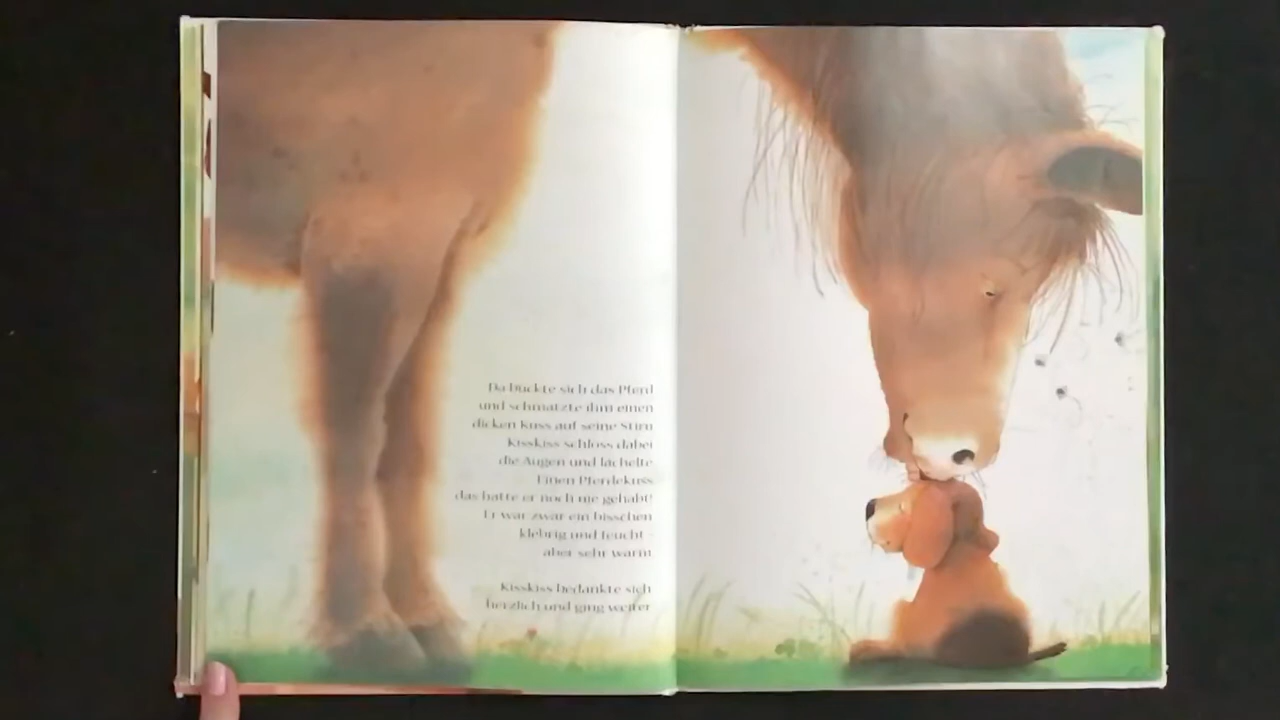 Da bückte sich das Pferd
und schmatzte ihm einen
dicken Kuss auf seine Stirn
Kisskiss schloss dabei
die Augen und lächelte
Einen Pferdekuss
das hatte er noch nie gehabt!
Er war zwar ein bisschen
klebrig und feucht -
aber sehr warm
Kisskiss bedankte sich
herzlich und ging weiter